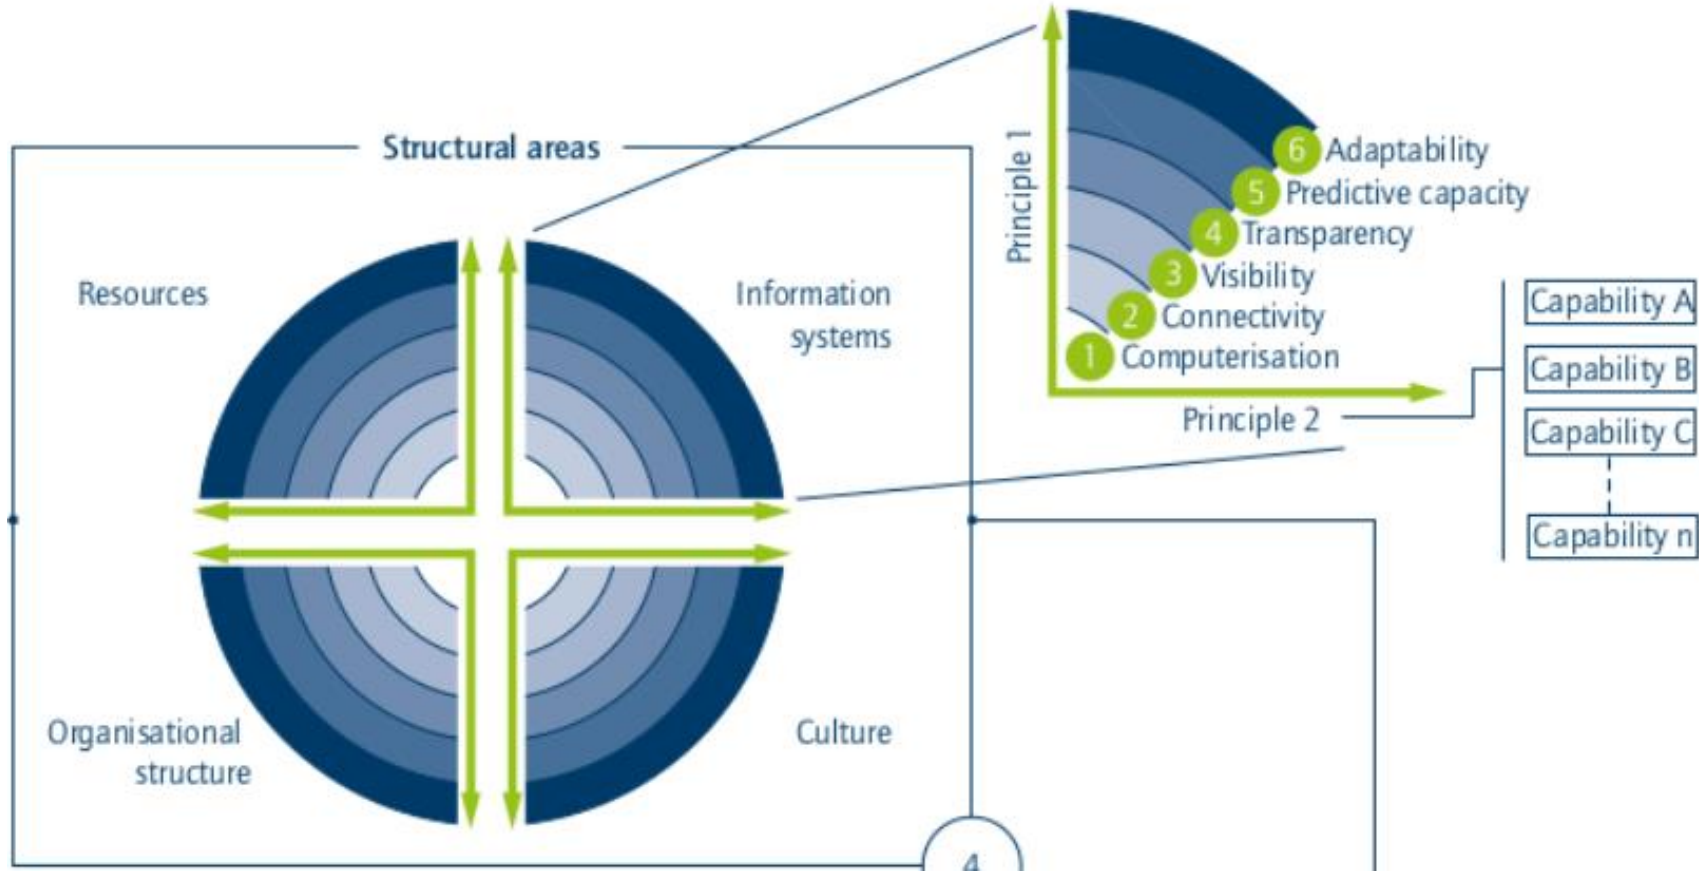 Structural areas
Resources
Information
systems
Organisational
structure
Culture
4
Principle 1
6 Adaptability
5 Predictive capacity
4 Transparency
3 Visibility
2 Connectivity
1 Computerisation
Principle 2
Capability A
Capability B
Capability C
Capability n